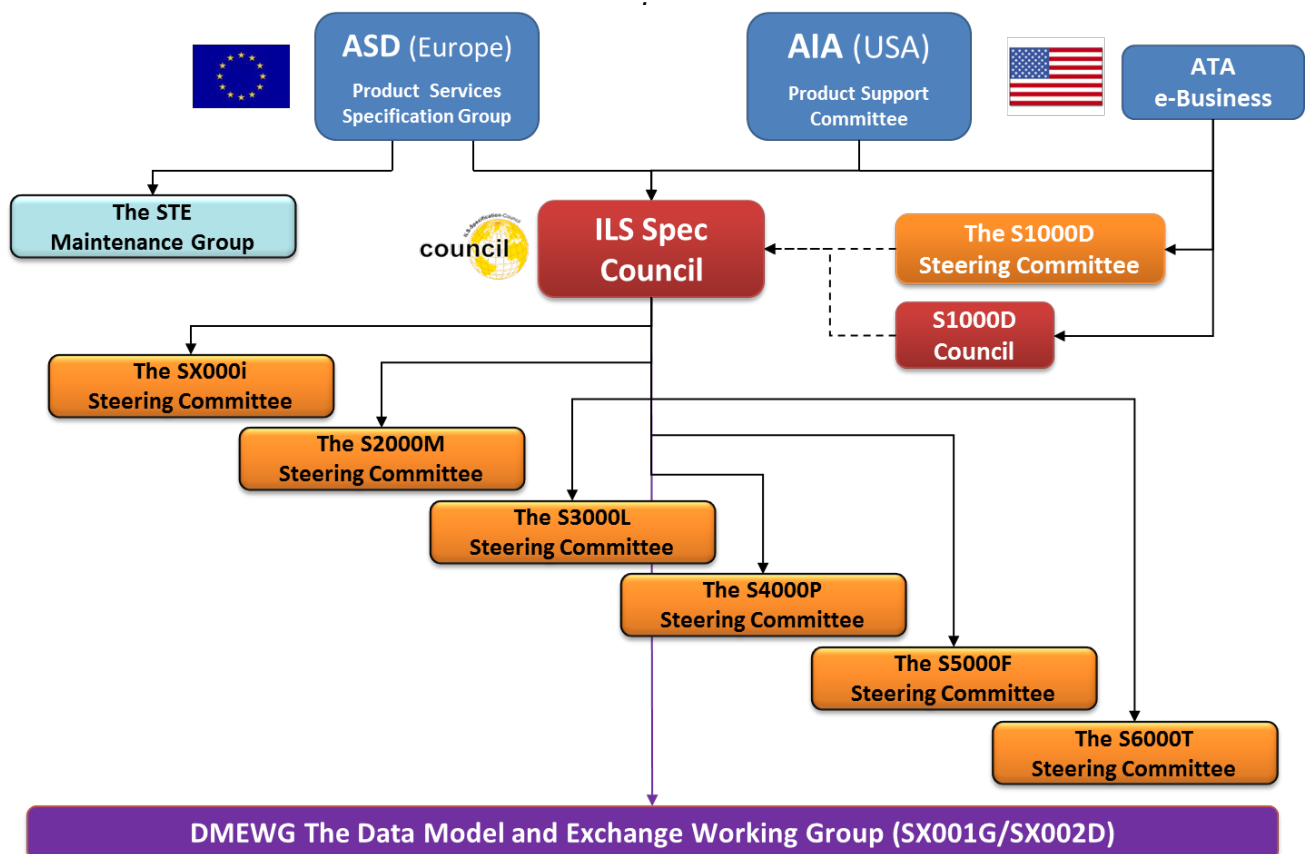 ASD (Europe)
Product Services
Specification Group
AIA (USA)
Product Support
Committee
ATA
e-Business
The STE
Maintenance Group
ILS-Specification-Council
council
ILS Spec
Council
The S1000D
Steering Committee
S1000D
Council
The SX000i
Steering Committee
The S2000M
Steering Committee
The S3000L
Steering Committee
The S4000P
Steering Committee
The S5000F
Steering Committee
The S6000T
Steering Committee
DMEWG The Data Model and Exchange Working Group (SX001G/SX002D)